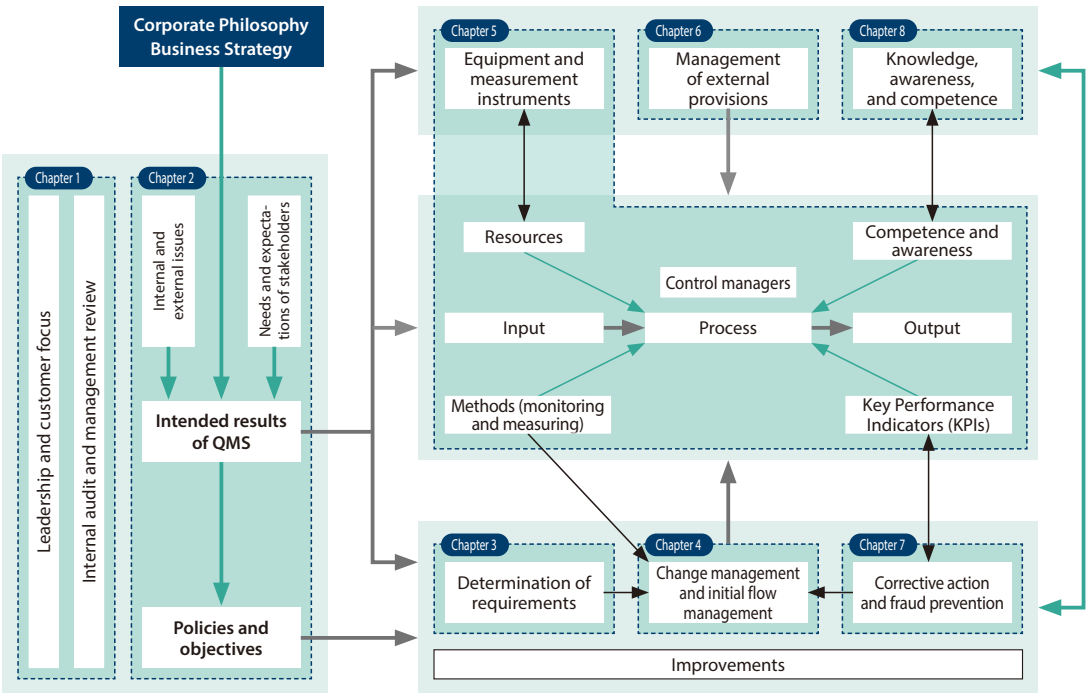 Corporate Philosophy
Business Strategy
Chapter 1
Leadership and customer focus
Internal audit and management review
Chapter 2
Internal and
external issues
Needs and expecta-
tions of stakeholders
Intended results
of QMS
Policies and
objectives
Chapter 5
Equipment and
measurement
instruments
Chapter 6
Management
of external
provisions
Chapter 8
Knowledge,
awareness,
and competence
Resources
Competence and
awareness
Control managers
Input
Process
Output
Methods (monitoring
and measuring)
Key Performance
Indicators (KPIs)
Chapter 3
Determination of
requirements
Chapter 4
Change management
and initial flow
management
Chapter 7
Corrective action
and fraud prevention
Improvements